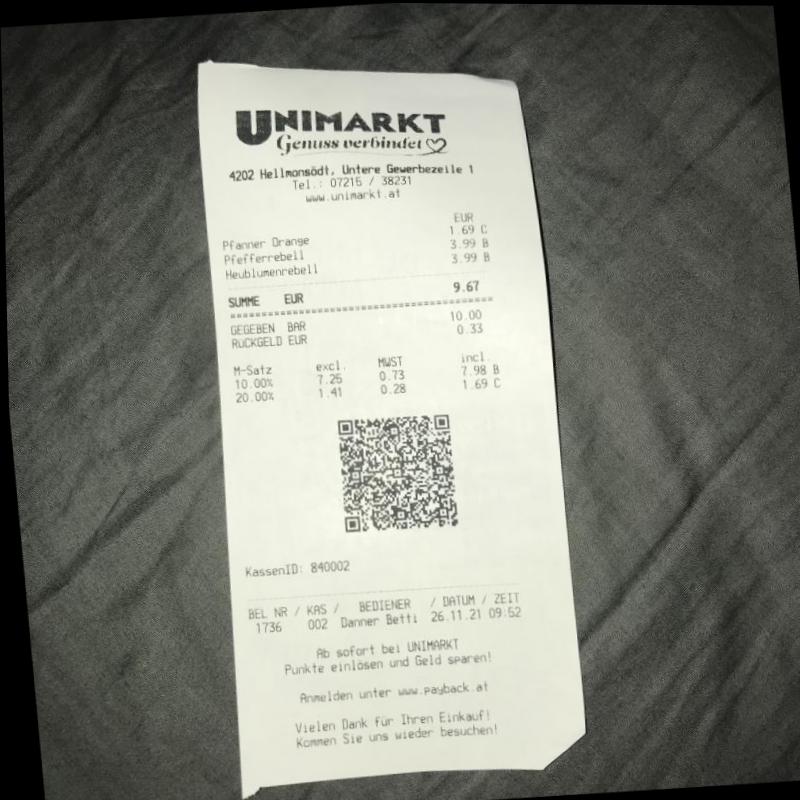 UNIMARKT
Genuss verbindet
4202 Hellmonsödt, Untere Gewerbezeile 1
Tel.: 07215 / 38231
www.unimarkt.at
EUR
Pfanner Orange 1.69 C
Pfefferrebell 3.99 B
Heublumenrebell 3.99 B
SUMME EUR 9.67
GEGEBEN BAR 10.00
RÜCKGELD EUR 0.33
M-Satz excl. MWST incl.
10.00% 7.25 0.73 7.98 B
20.00% 1.41 0.28 1.69 C
KassenID: 840002
BEL NR / KAS / BEDIENER / DATUM / ZEIT
1736 002 Danner Betti 26.11.21 09:52
Ab sofort bei UNIMARKT
Punkte einlösen und Geld sparen!
Anmelden unter www.payback.at
Vielen Dank für Ihren Einkauf!
Kommen Sie uns wieder besuchen!